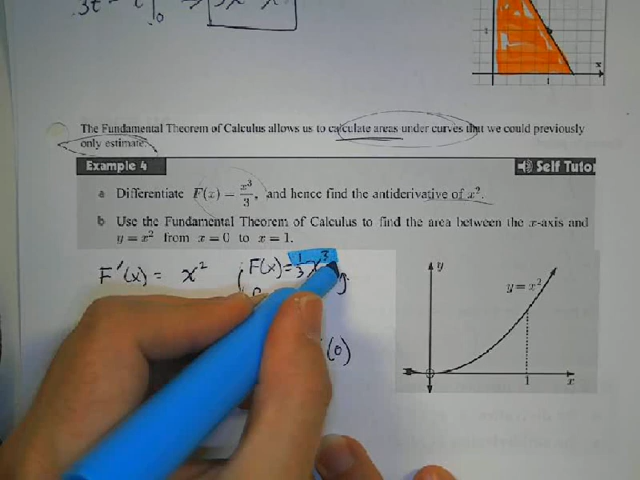 The Fundamental Theorem of Calculus allows us to calculate areas under curves that we could previously
only estimate.
Example 4
Self Tutor
a Differentiate F(x) = x³/3, and hence find the antiderivative of x².
b Use the Fundamental Theorem of Calculus to find the area between the x-axis and
y = x² from x = 0 to x = 1.
F'(x) = x²
F(x) = 1/3 x³
(0)
y
y = x²
1
x